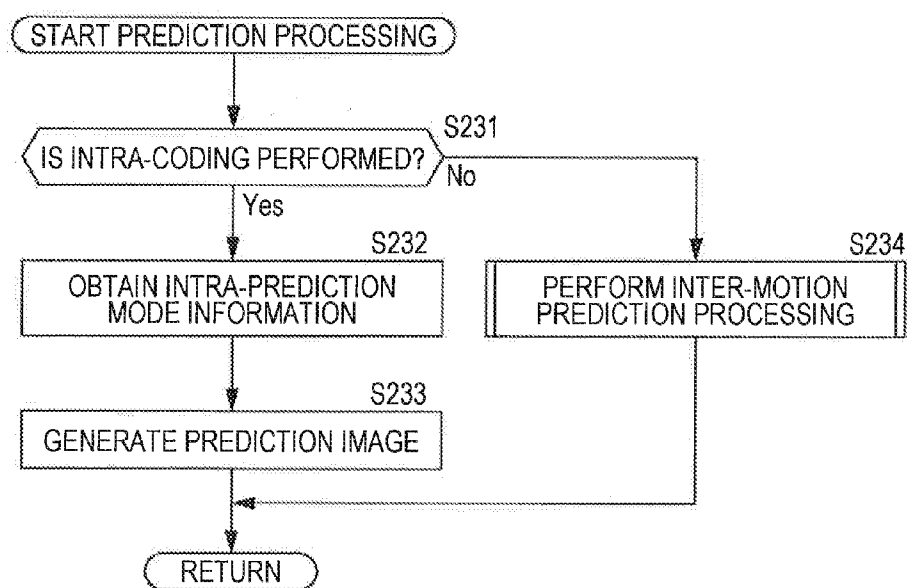 START PREDICTION PROCESSING
S231
IS INTRA-CODING PERFORMED?
No
Yes
S232
OBTAIN INTRA-PREDICTION
MODE INFORMATION
S234
PERFORM INTER-MOTION
PREDICTION PROCESSING
S233
GENERATE PREDICTION IMAGE
RETURN